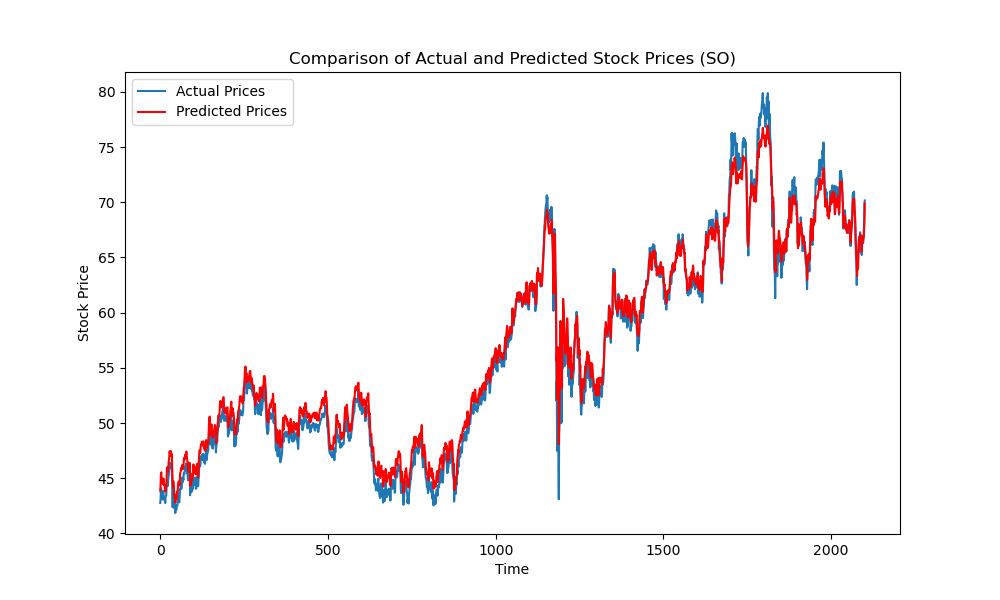 Comparison of Actual and Predicted Stock Prices (SO)
Actual Prices
Predicted Prices
80
75
70
65
60
55
50
45
40
Stock Price
0 500 1000 1500 2000
Time